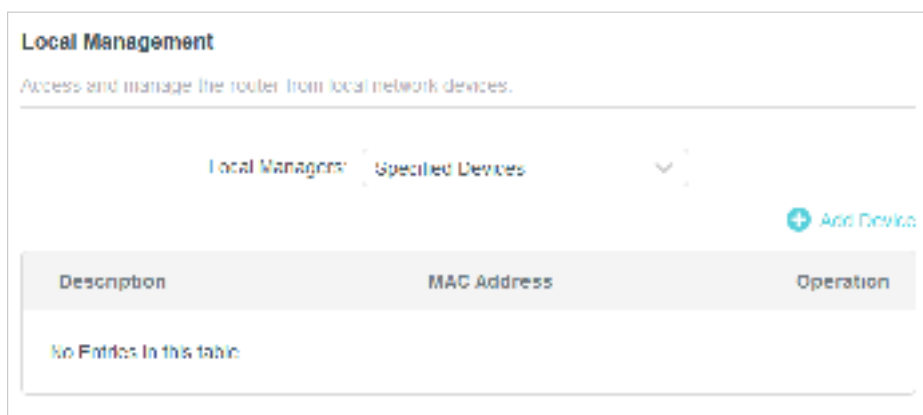 Local Management
Access and manage the router from local network devices.
Local Managers: Specified Devices
Add Device
Description MAC Address Operation
No Entries in this table